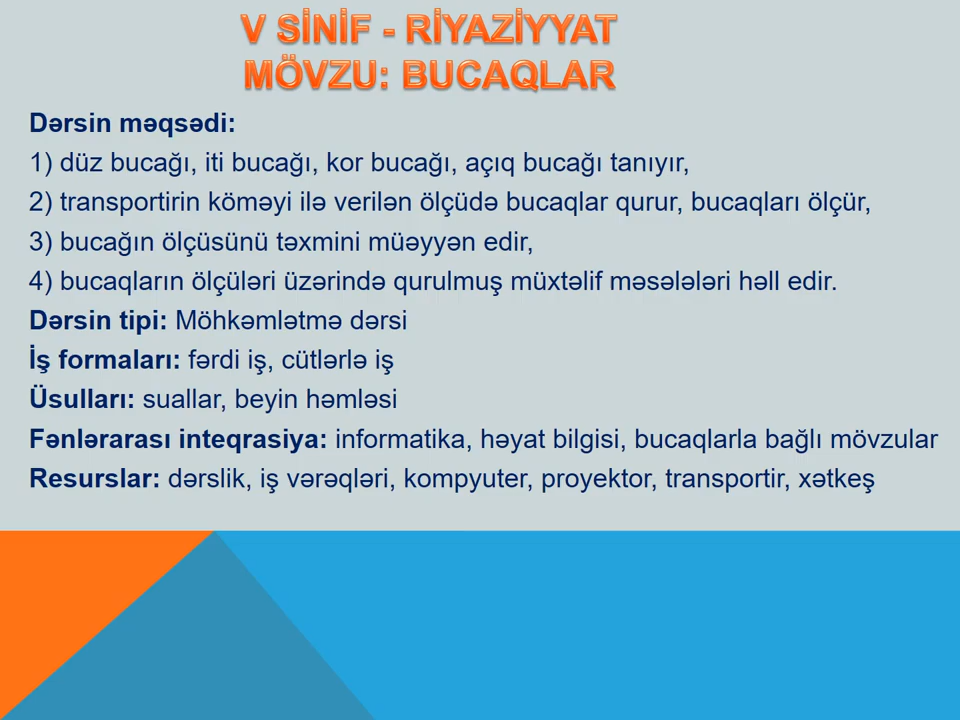 V SİNİF - RİYAZİYYAT
MÖVZU: BUCAQLAR
Dərsin məqsədi:
1) düz bucağı, iti bucağı, kor bucağı, açıq bucağı tanıyır,
2) transportirin köməyi ilə verilən ölçüdə bucaqlar qurur, bucaqları ölçür,
3) bucağın ölçüsünü təxmini müəyyən edir,
4) bucaqların ölçüləri üzərində qurulmuş müxtəlif məsələləri həll edir.
Dərsin tipi: Möhkəmlətmə dərsi
İş formaları: fərdi iş, cütlərlə iş
Üsulları: suallar, beyin həmləsi
Fənlərarası inteqrasiya: informatika, həyat bilgisi, bucaqlarla bağlı mövzular
Resurslar: dərslik, iş vərəqləri, kompyuter, proyektor, transportir, xətkeş